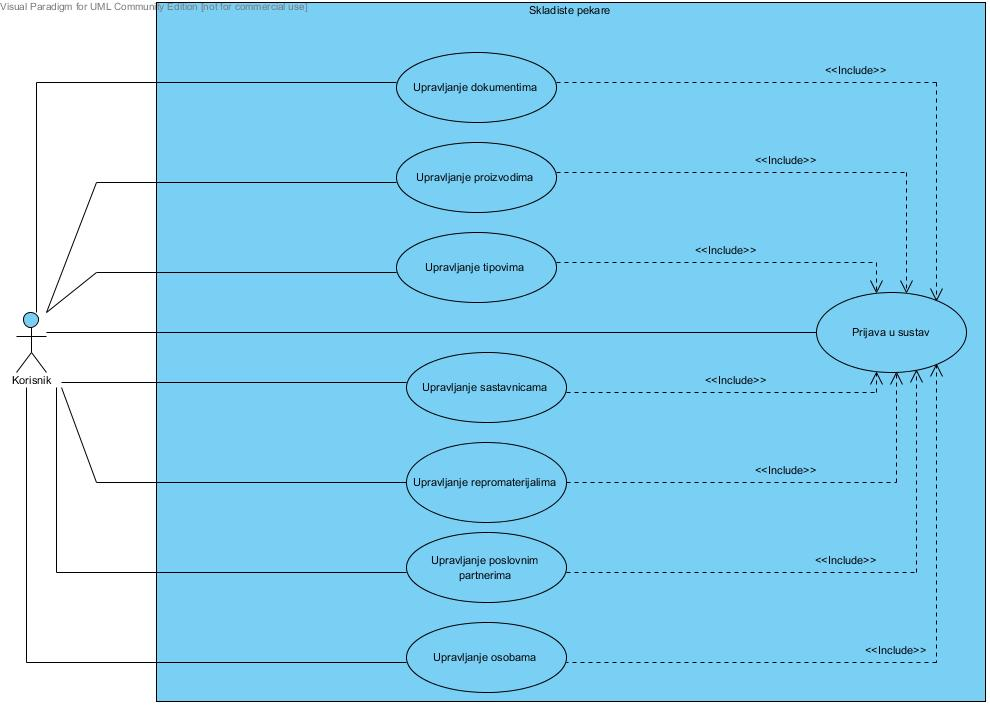 Visual Paradigm for UML Community Edition [not for commercial use]
Skladiste pekare
<<Include>>
Upravljanje dokumentima
<<Include>>
Upravljanje proizvodima
<<Include>>
Upravljanje tipovima
Prijava u sustav
Korisnik
<<Include>>
Upravljanje sastavnicama
<<Include>>
Upravljanje repromaterijalima
<<Include>>
Upravljanje poslovnim
partnerima
<<Include>>
Upravljanje osobama